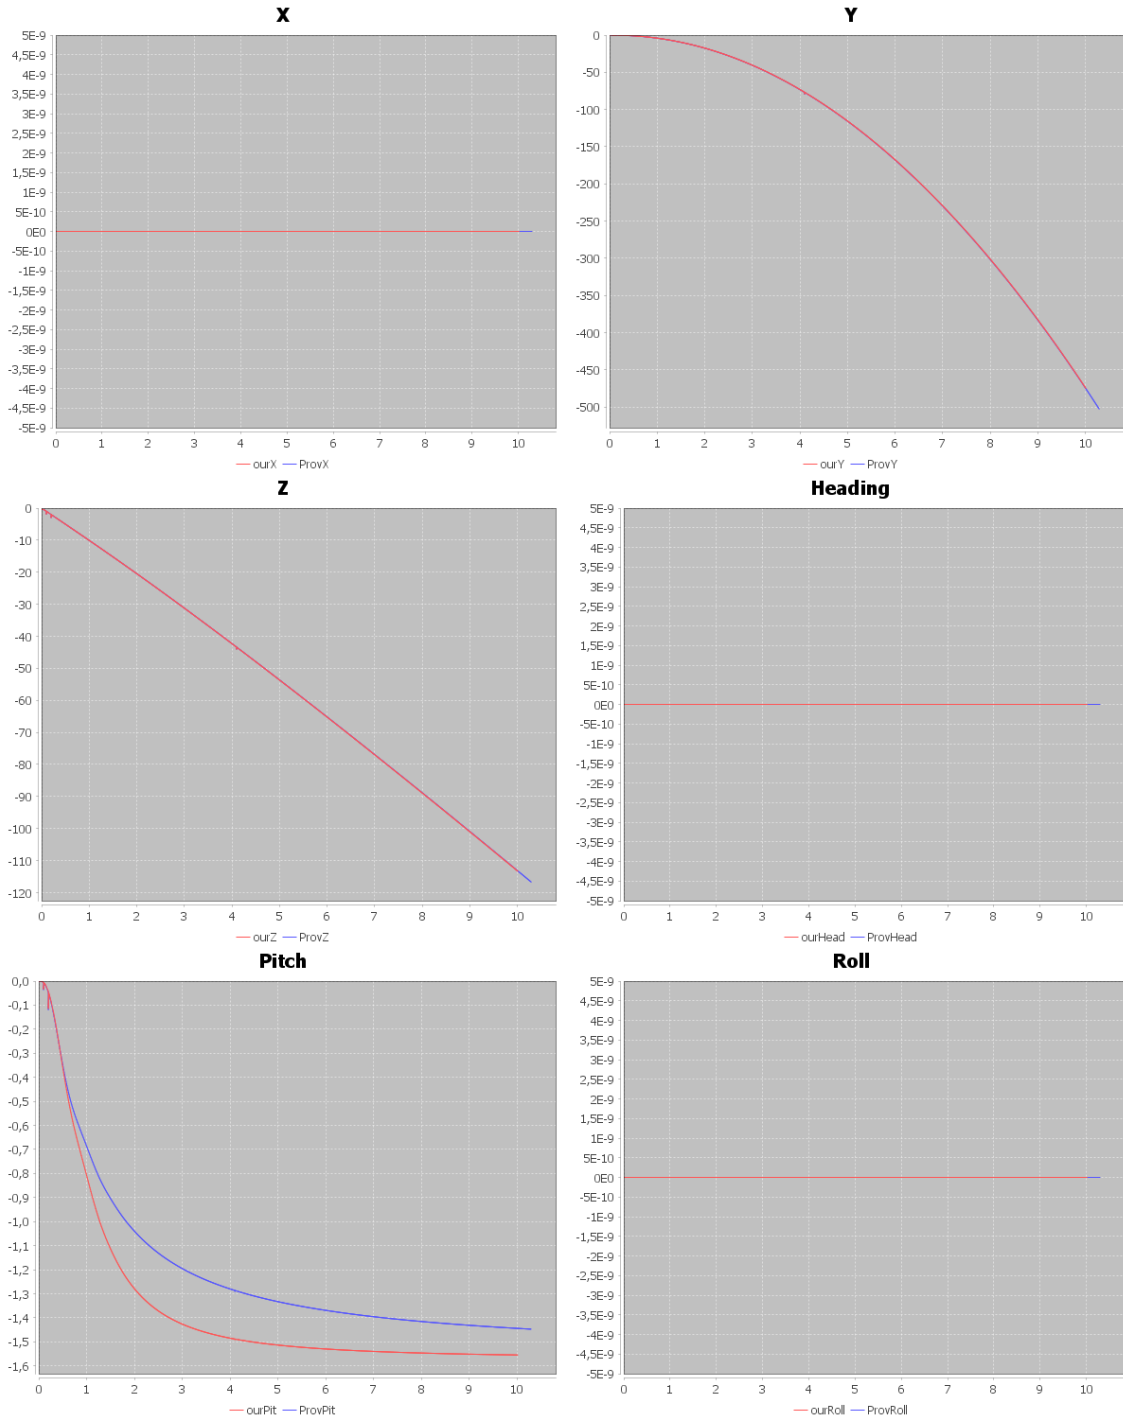 X
5E-9
4,5E-9
4E-9
3,5E-9
3E-9
2,5E-9
2E-9
1,5E-9
1E-9
5E-10
0E0
-5E-10
-1E-9
-1,5E-9
-2E-9
-2,5E-9
-3E-9
-3,5E-9
-4E-9
-4,5E-9
-5E-9
0 1 2 3 4 5 6 7 8 9 10
ourX ProvX
Y
0
-50
-100
-150
-200
-250
-300
-350
-400
-450
-500
0 1 2 3 4 5 6 7 8 9 10
ourY ProvY
Z
0
-10
-20
-30
-40
-50
-60
-70
-80
-90
-100
-110
-120
0 1 2 3 4 5 6 7 8 9 10
ourZ ProvZ
Heading
5E-9
4,5E-9
4E-9
3,5E-9
3E-9
2,5E-9
2E-9
1,5E-9
1E-9
5E-10
0E0
-5E-10
-1E-9
-1,5E-9
-2E-9
-2,5E-9
-3E-9
-3,5E-9
-4E-9
-4,5E-9
-5E-9
0 1 2 3 4 5 6 7 8 9 10
ourHead ProvHead
Pitch
0,0
-0,1
-0,2
-0,3
-0,4
-0,5
-0,6
-0,7
-0,8
-0,9
-1,0
-1,1
-1,2
-1,3
-1,4
-1,5
-1,6
0 1 2 3 4 5 6 7 8 9 10
ourPit ProvPit
Roll
5E-9
4,5E-9
4E-9
3,5E-9
3E-9
2,5E-9
2E-9
1,5E-9
1E-9
5E-10
0E0
-5E-10
-1E-9
-1,5E-9
-2E-9
-2,5E-9
-3E-9
-3,5E-9
-4E-9
-4,5E-9
-5E-9
0 1 2 3 4 5 6 7 8 9 10
ourRoll ProvRoll